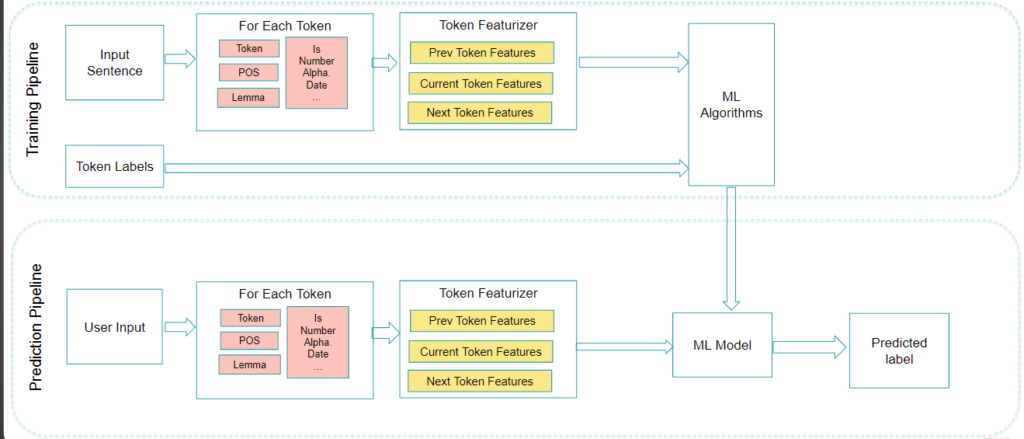 Training Pipeline
Input
Sentence
For Each Token
Token
POS
Lemma
Is
Number
Alpha.
Date
...
Token Featurizer
Prev Token Features
Current Token Features
Next Token Features
ML
Algorithms
Token Labels
Prediction Pipeline
User Input
For Each Token
Token
POS
Lemma
Is
Number
Alpha.
Date
...
Token Featurizer
Prev Token Features
Current Token Features
Next Token Features
ML Model
Predicted
label